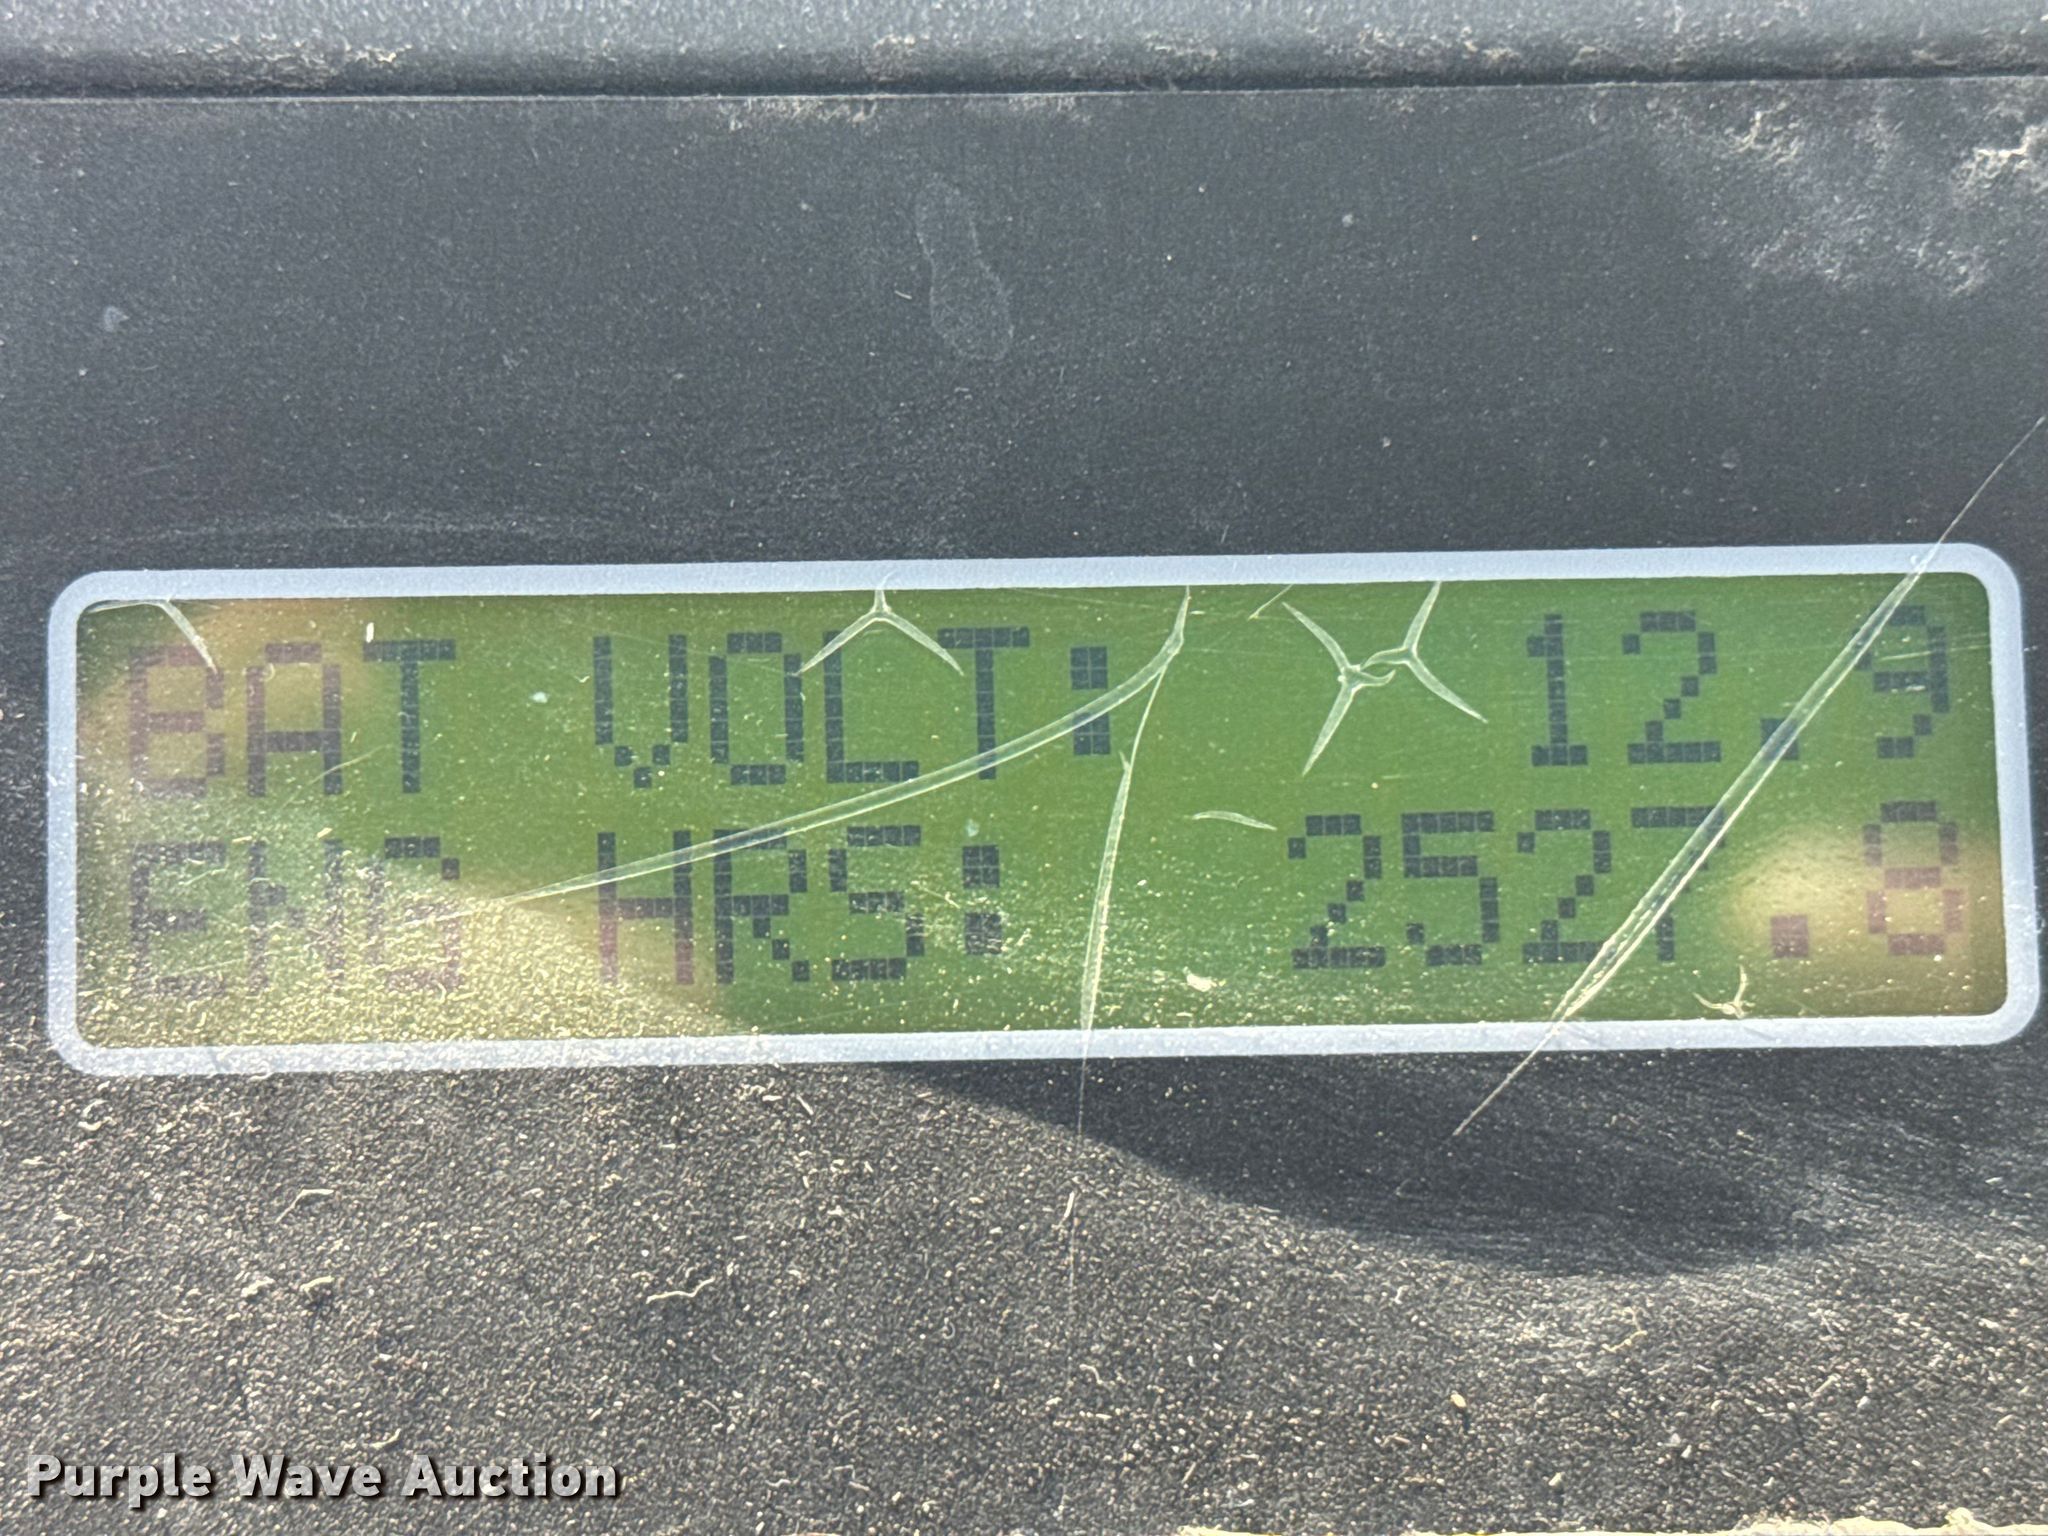 BAT VOLT: 12.9
ENG HRS: 2527.8
Purple Wave Auction